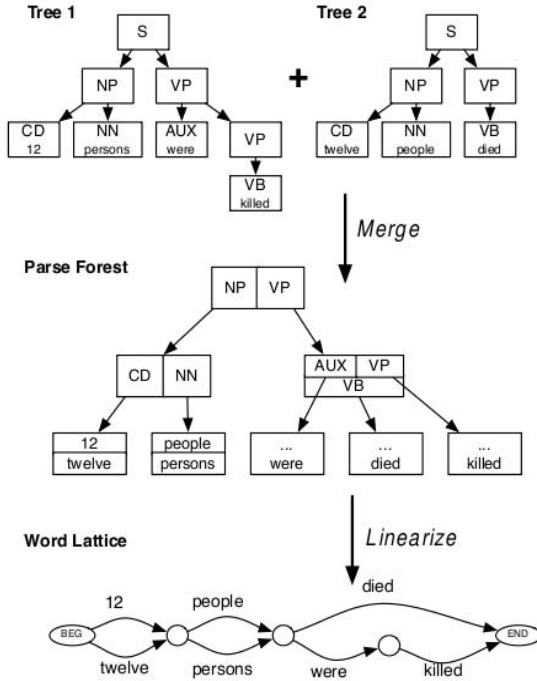 Tree 1
Tree 2
S
S
NP VP
+
NP VP
CD NN AUX VP
12 persons were
CD NN VB
twelve people died
VB
killed
Merge
Parse Forest
NP VP
CD NN
AUX VP
VB
12 people ... ... ...
twelve persons were died killed
Linearize
Word Lattice
died
12 people
BEG
END
twelve persons were killed